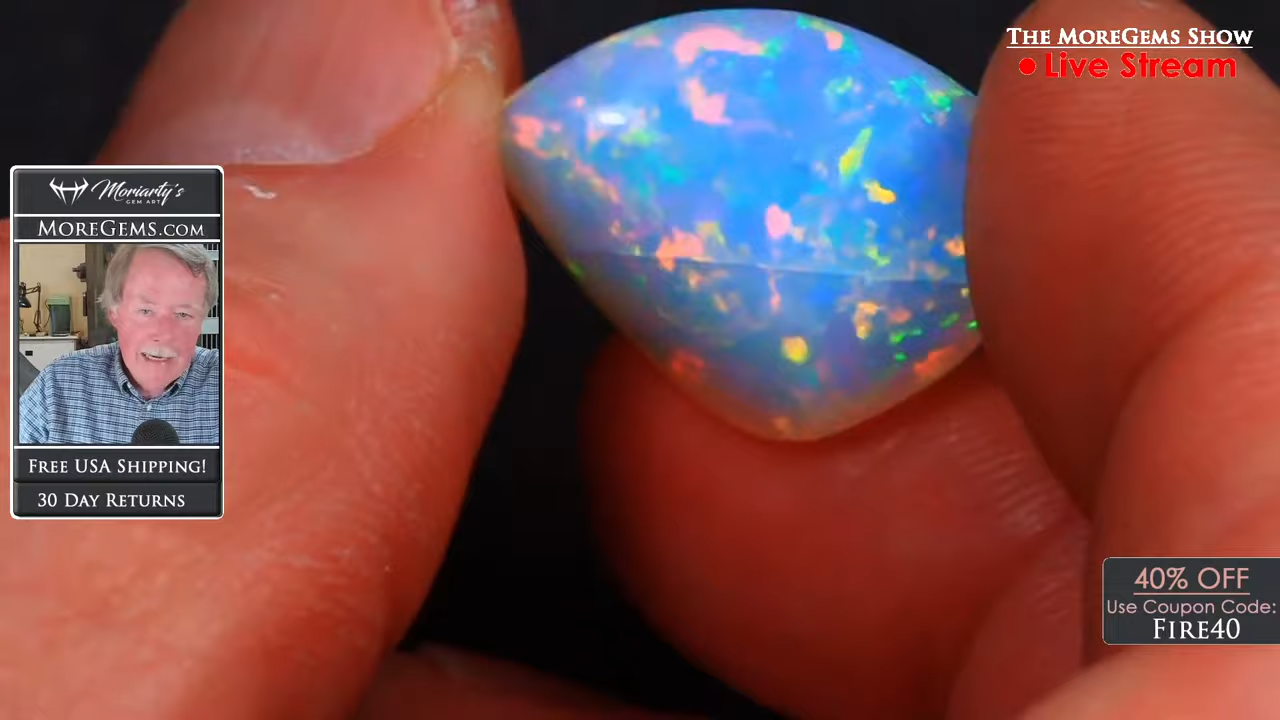 The MoreGems Show
Live Stream
Moriarty's
GEM ART
MoreGems.com
Free USA Shipping!
30 Day Returns
40% OFF
Use Coupon Code:
Fire40